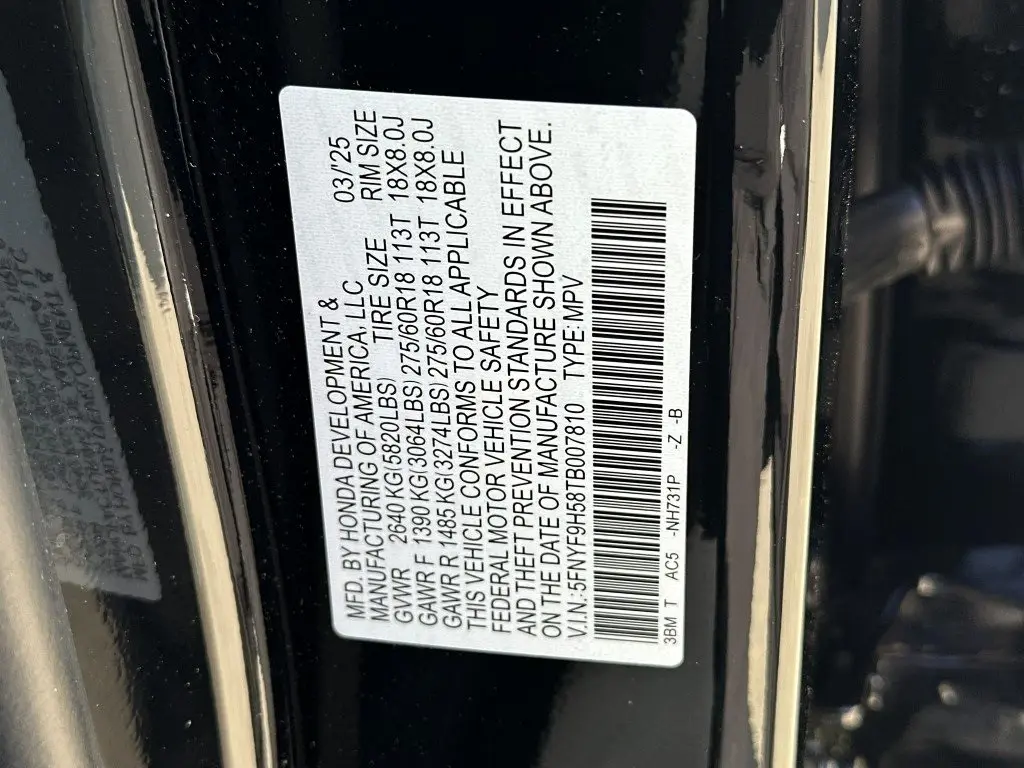 MFD. BY HONDA DEVELOPMENT &
MANUFACTURING OF AMERICA, LLC 03/25
GVWR 2640 KG(5820LBS) TIRE SIZE RIM SIZE
GAWR F 1390 KG(3064LBS) 275/60R18 113T 18X8.0J
GAWR R 1485 KG(3274LBS) 275/60R18 113T 18X8.0J
THIS VEHICLE CONFORMS TO ALL APPLICABLE
FEDERAL MOTOR VEHICLE SAFETY
AND THEFT PREVENTION STANDARDS IN EFFECT
ON THE DATE OF MANUFACTURE SHOWN ABOVE.
V.I.N.:5FNYF9H58TB007810 TYPE:MPV
3BM T AC5 -NH731P -Z -B